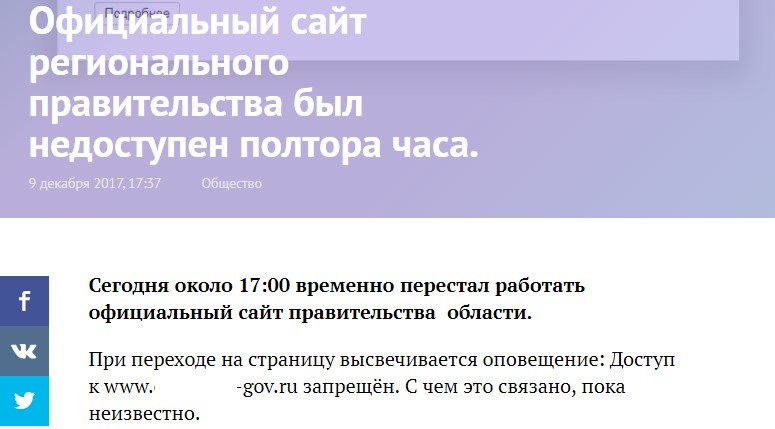 Подробнее
Официальный сайт
регионального
правительства был
недоступен полтора часа.
9 декабря 2017, 17:37 Общество
Сегодня около 17:00 временно перестал работать
официальный сайт правительства области.
При переходе на страницу высвечивается оповещение: Доступ
к www. -gov.ru запрещён. С чем это связано, пока
неизвестно.